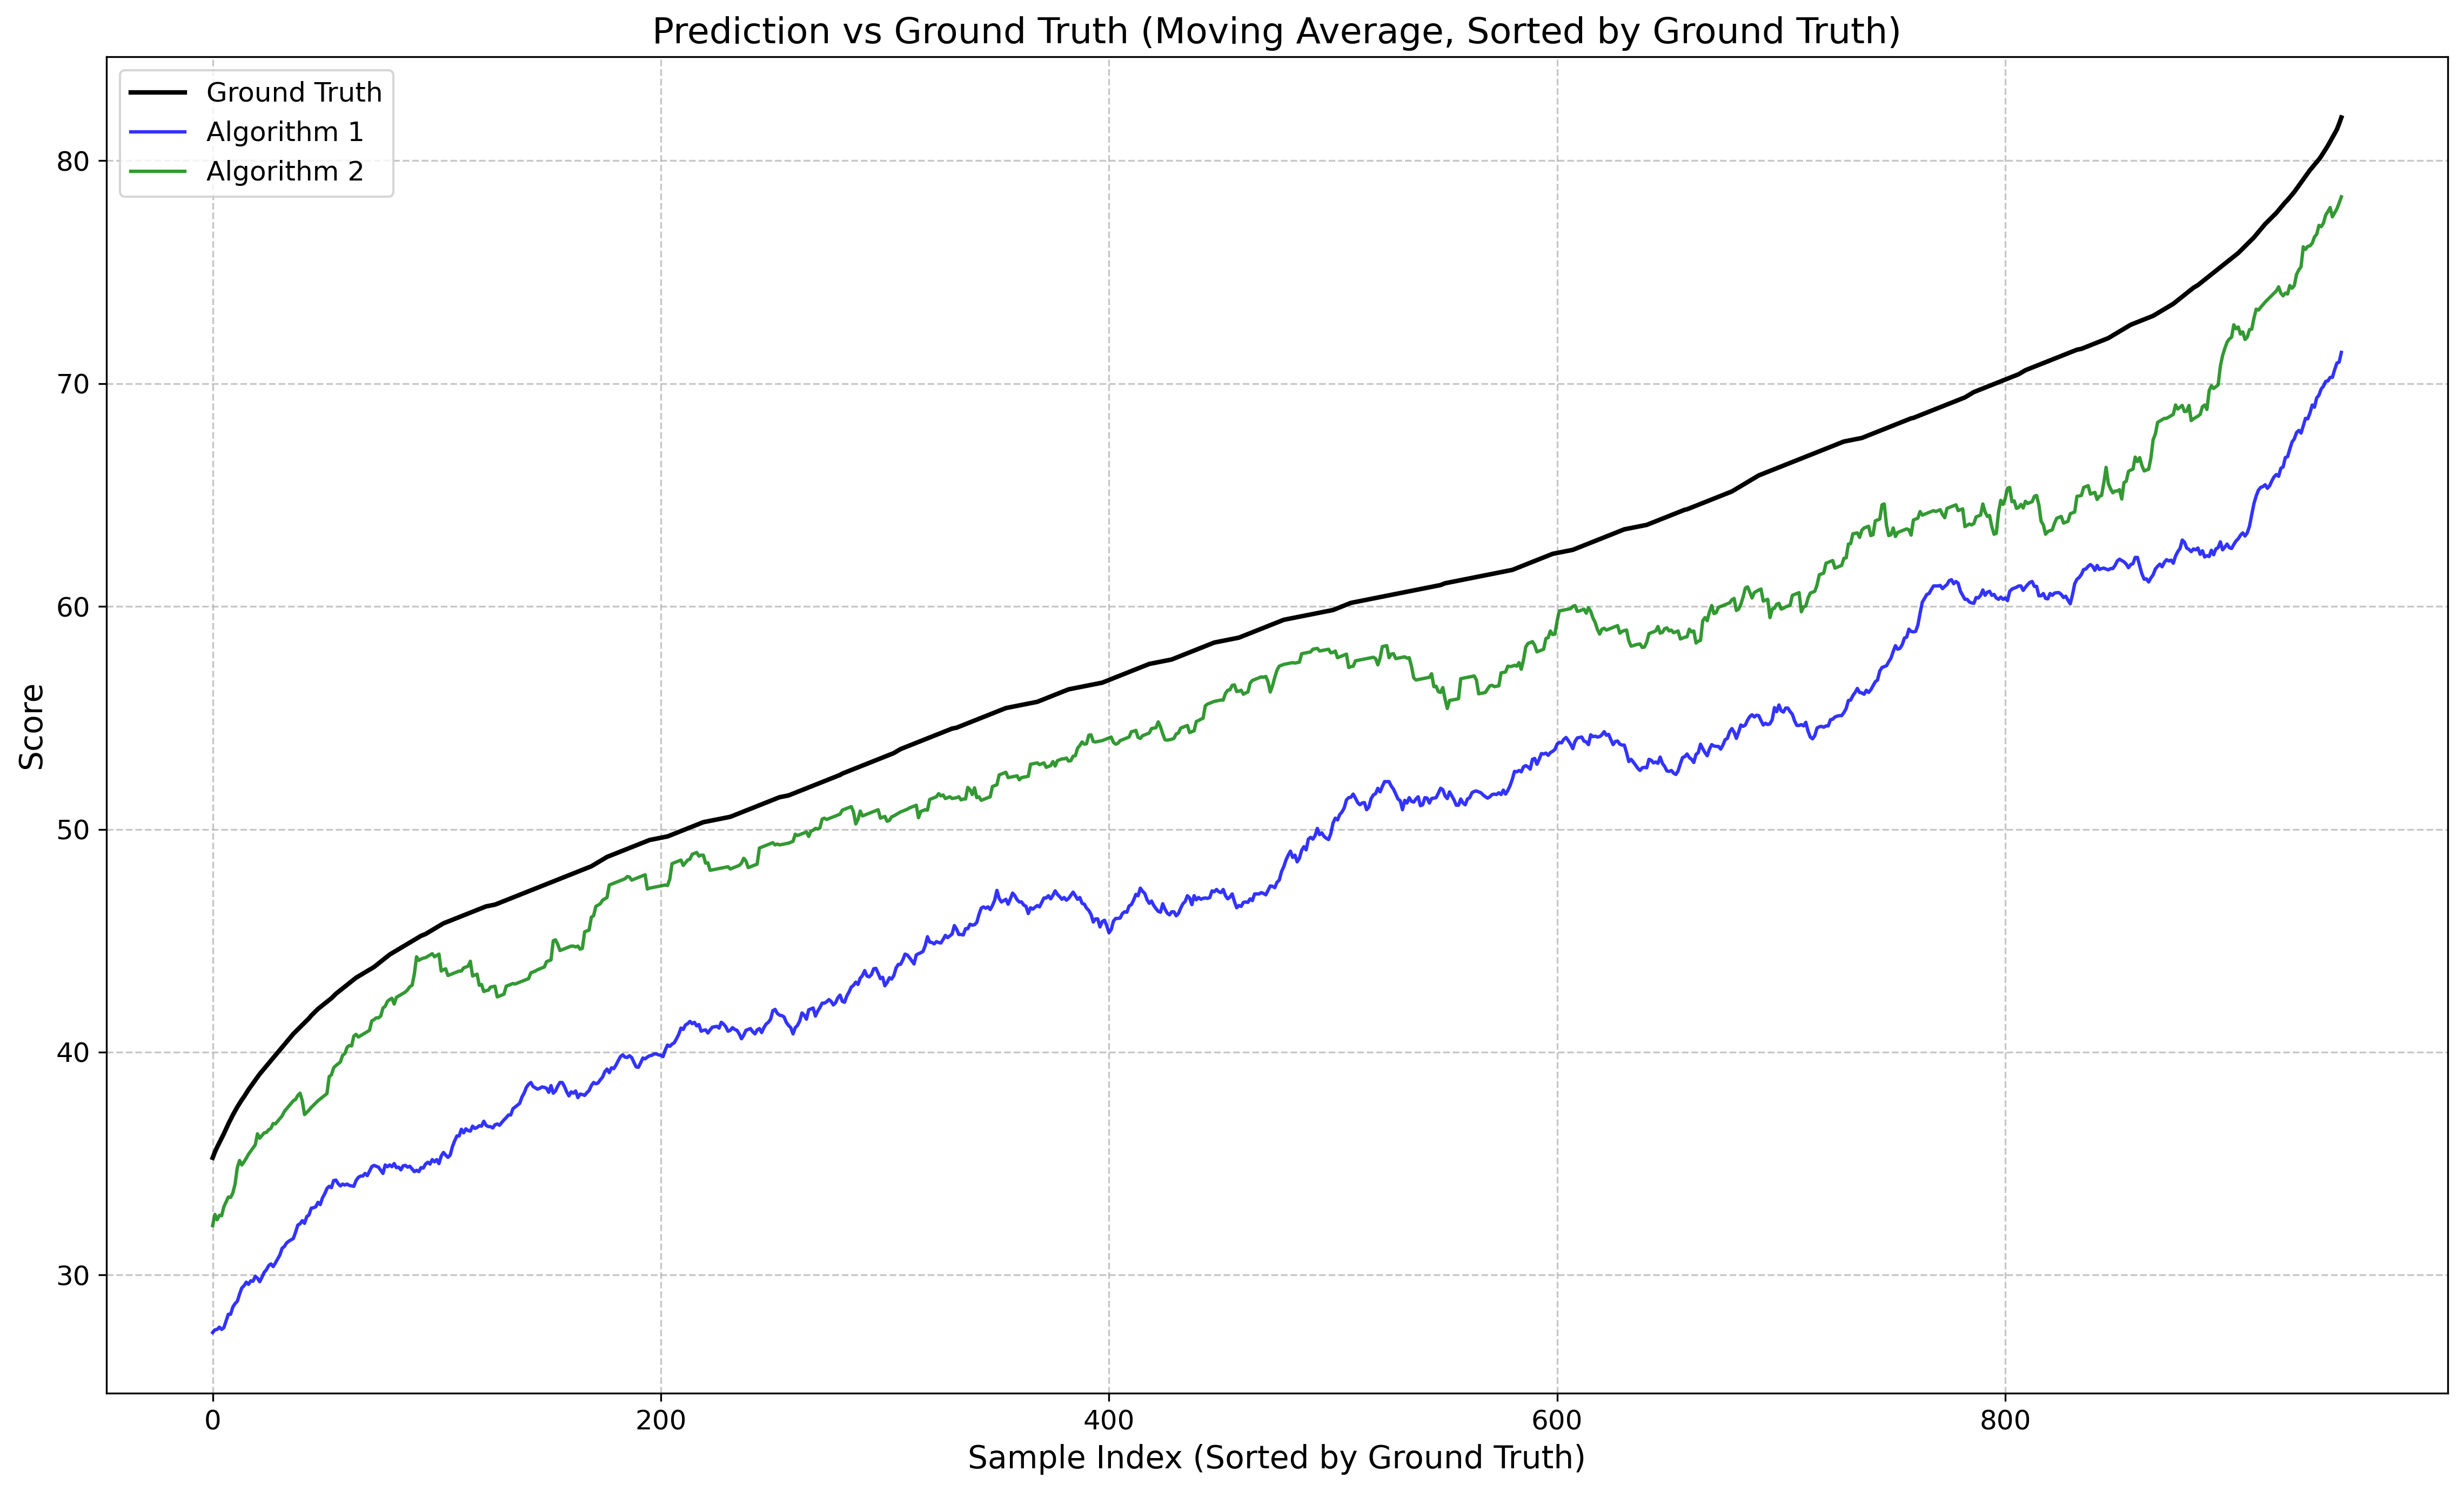 Prediction vs Ground Truth (Moving Average, Sorted by Ground Truth)
Ground Truth
Algorithm 1
Algorithm 2
Score
80
70
60
50
40
30
0 200 400 600 800
Sample Index (Sorted by Ground Truth)